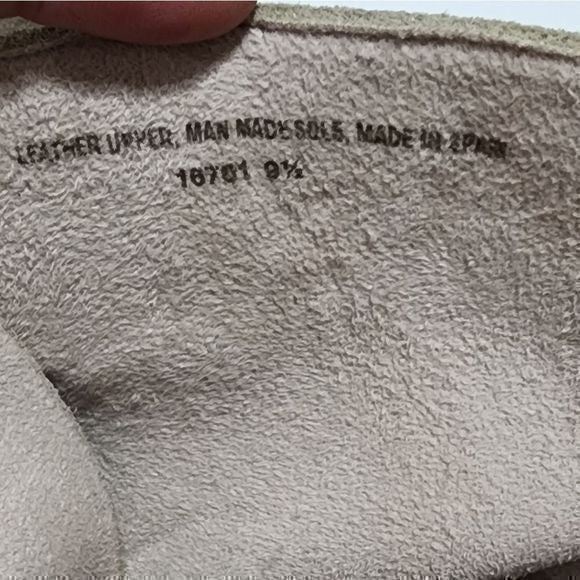 LEATHER UPPER, MAN MADE SOLE, MADE IN SPAIN
16701 9½